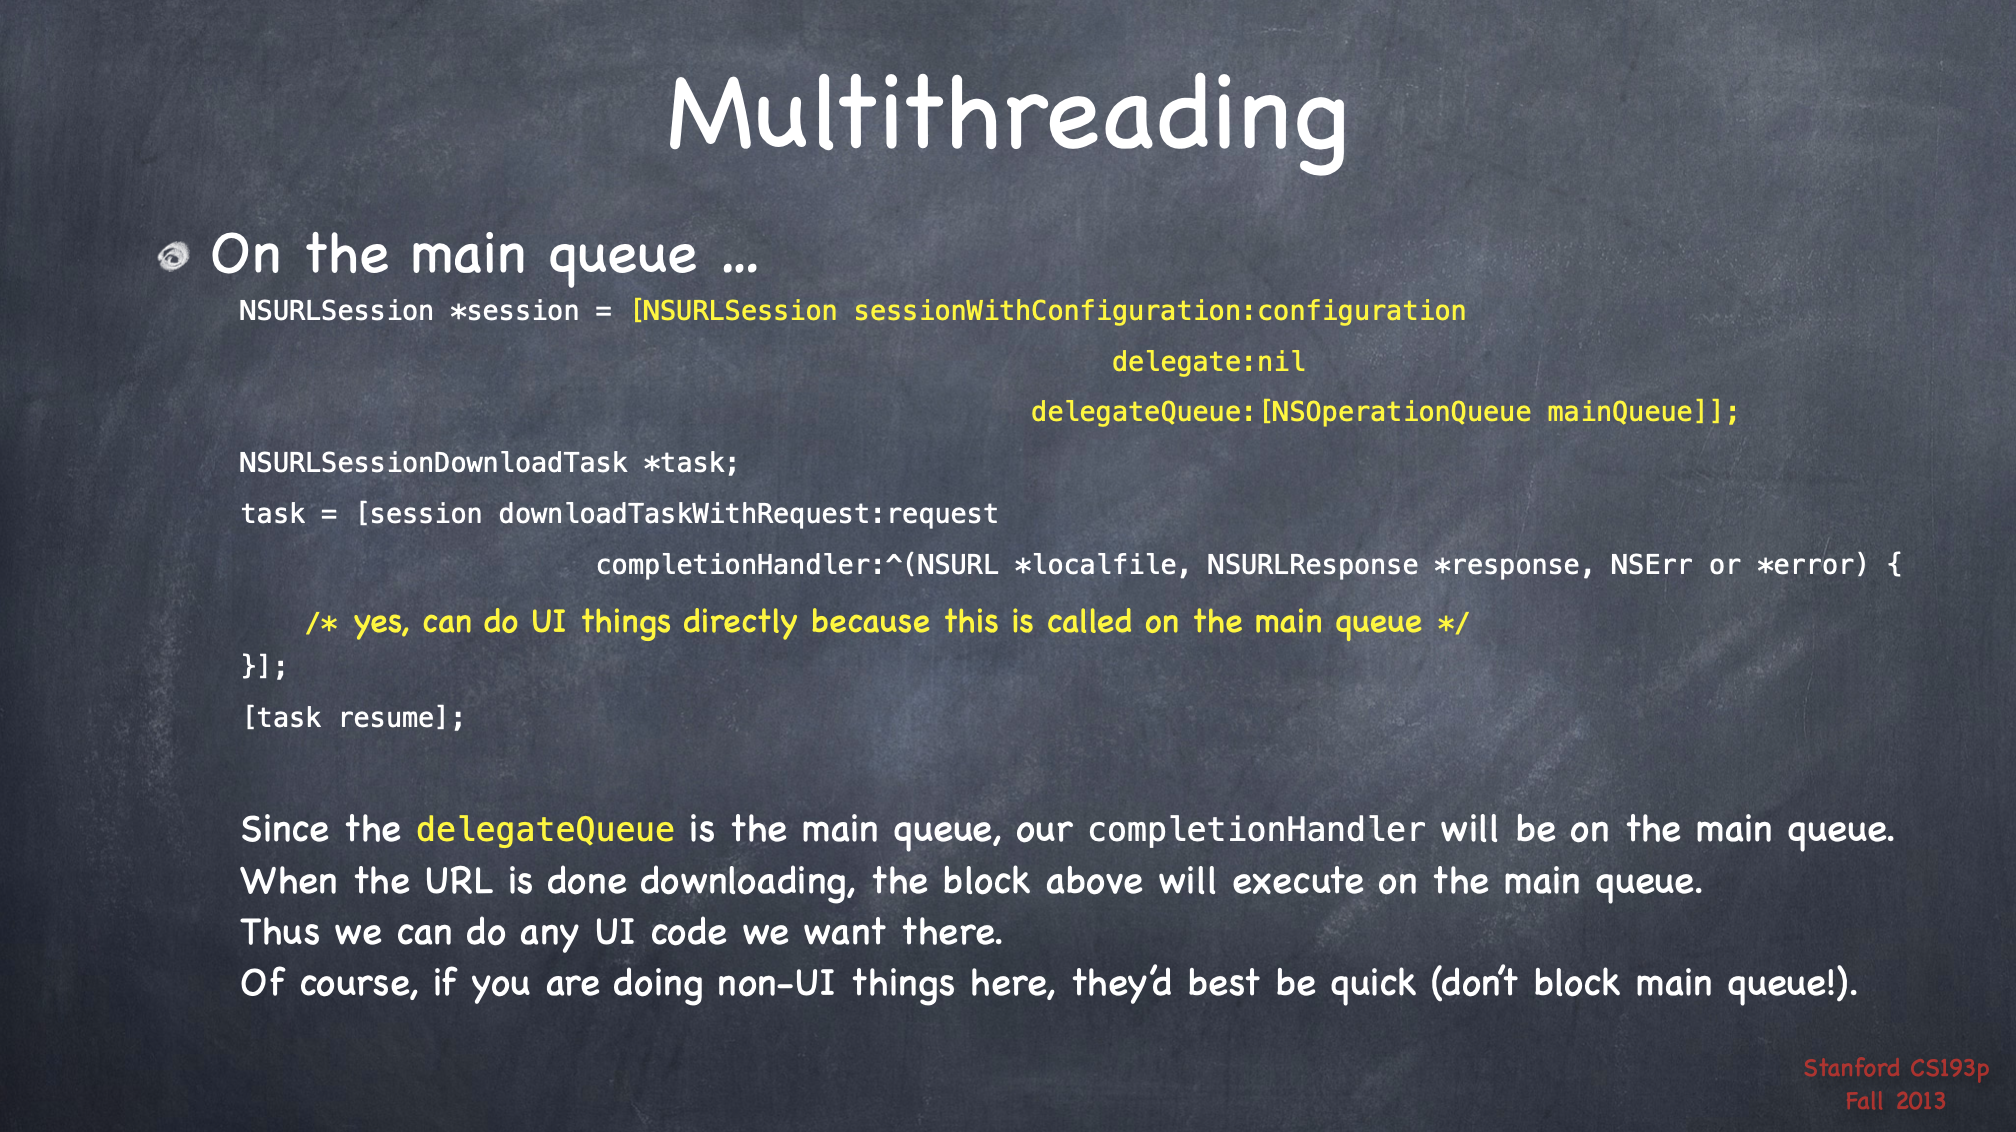 Multithreading
On the main queue ...
NSURLSession *session = [NSURLSession sessionWithConfiguration:configuration
delegate:nil
delegateQueue:[NSOperationQueue mainQueue]];
NSURLSessionDownloadTask *task;
task = [session downloadTaskWithRequest:request
completionHandler:^(NSURL *localfile, NSURLResponse *response, NSErr or *error) {
/* yes, can do UI things directly because this is called on the main queue */
}];
[task resume];
Since the delegateQueue is the main queue, our completionHandler will be on the main queue.
When the URL is done downloading, the block above will execute on the main queue.
Thus we can do any UI code we want there.
Of course, if you are doing non-UI things here, they’d best be quick (don’t block main queue!).
Stanford CS193p
Fall 2013